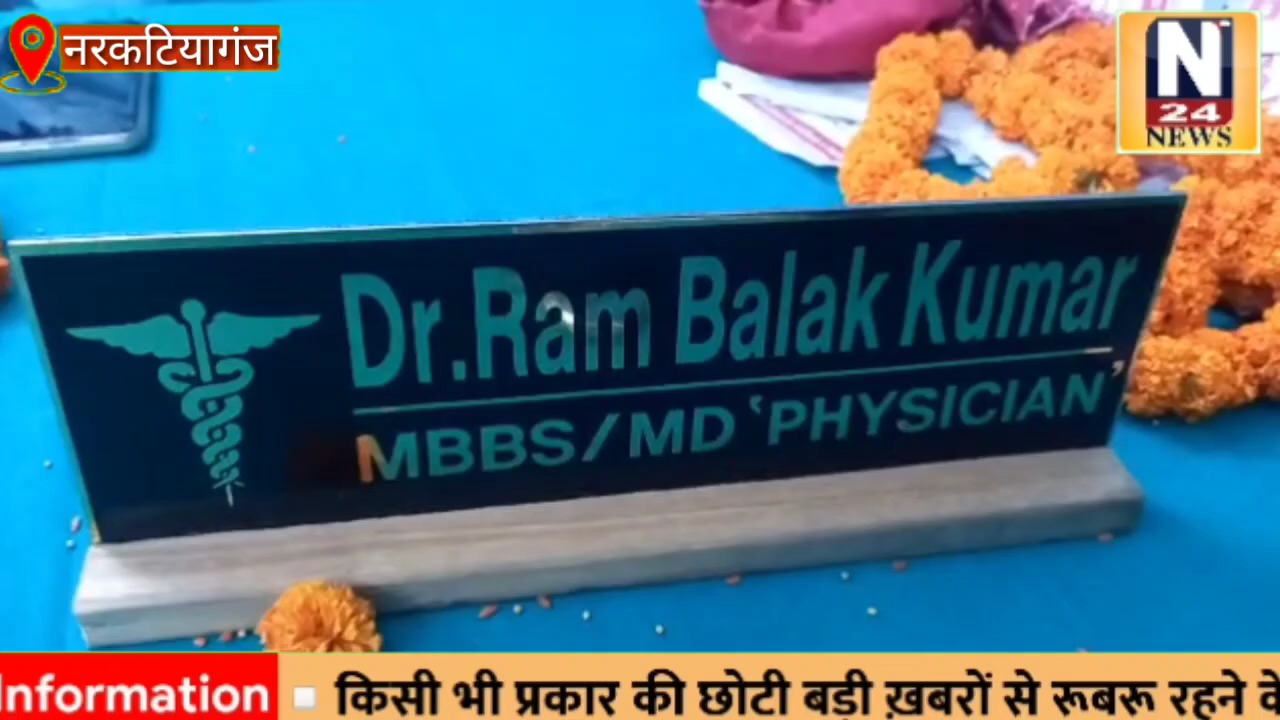 नरकटियागंज
N
24
NEWS
Dr.Ram Balak Kumar
MBBS/MD 'PHYSICIAN'
Information
किसी भी प्रकार की छोटी बड़ी ख़बरों से रूबरू रहने के